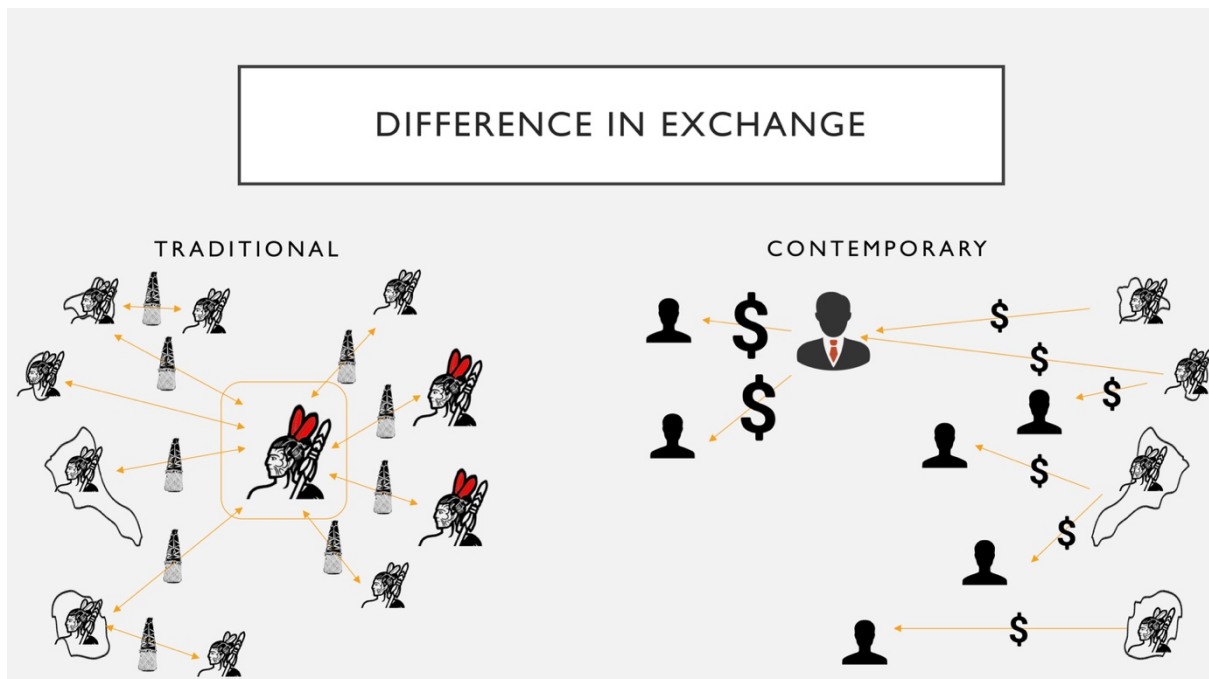 DIFFERENCE IN EXCHANGE
TRADITIONAL
CONTEMPORARY
$
$
$
$
$
$
$
$